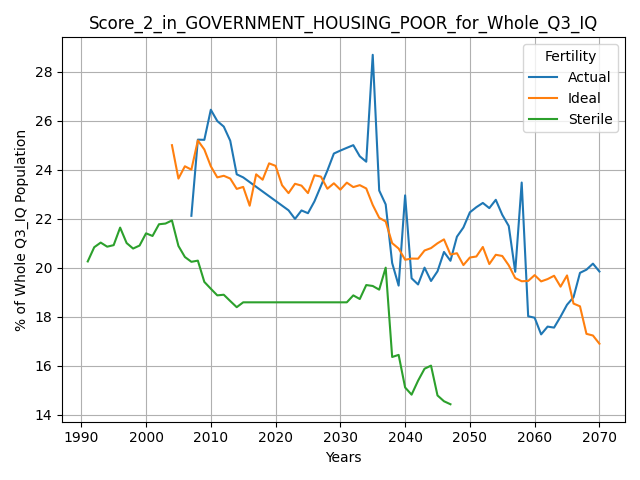 Score_2_in_GOVERNMENT_HOUSING_POOR_for_Whole_Q3_IQ
% of Whole Q3_IQ Population
28
26
24
22
20
18
16
14
Fertility
Actual
Ideal
Sterile
1990 2000 2010 2020 2030 2040 2050 2060 2070
Years